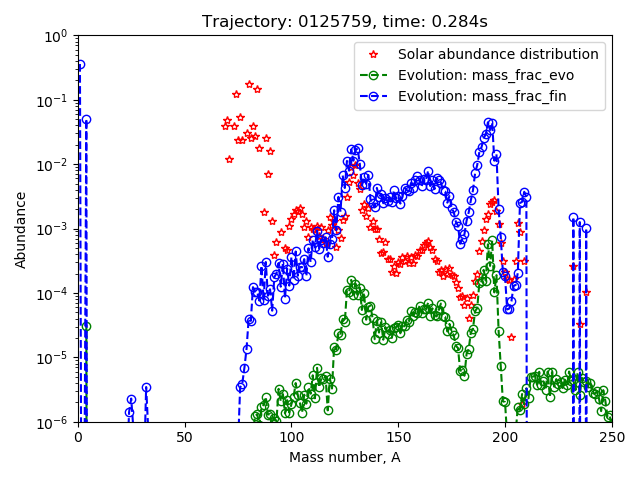 Trajectory: 0125759, time: 0.284s
Solar abundance distribution
Evolution: mass_frac_evo
Evolution: mass_frac_fin
Abundance
10⁰
10⁻¹
10⁻²
10⁻³
10⁻⁴
10⁻⁵
10⁻⁶
0 50 100 150 200 250
Mass number, A